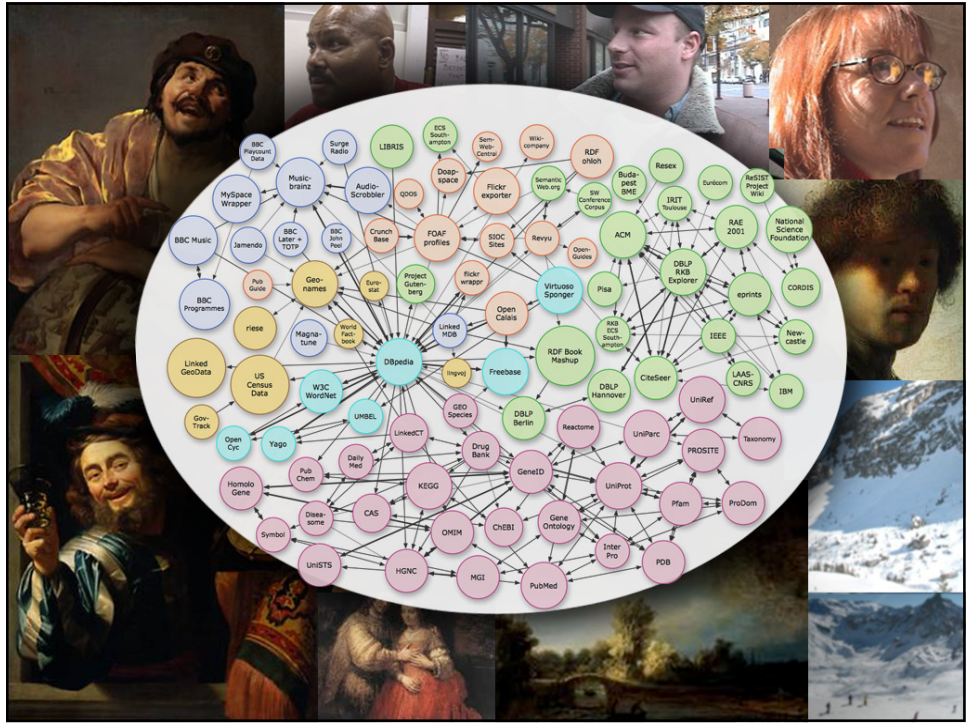 BBC
Playcount
Data
Surge
Radio
LIBRIS
ECS
South-
ampton
Sem-
Web-
Central
Wiki-
company
RDF
ohloh
Music-
brainz
Audio-
Scrobbler
QDOS
Doap-
space
Flickr
exporter
Semantic
Web.org
SW
Conference
Corpus
Buda-
pest
BME
Resex
IRIT
Toulouse
Eurécom
ReSIST
Project
Wiki
MySpace
Wrapper
BBC Music
Jamendo
BBC
Later +
TOTP
BBC
John
Peel
Crunch
Base
FOAF
profiles
SIOC
Sites
Revyu
Open-
Guides
ACM
RAE
2001
National
Science
Foundation
BBC
Programmes
Pub
Guide
Geo-
names
Euro-
stat
Project
Guten-
berg
flickr
wrappr
Virtuoso
Sponger
Pisa
DBLP
RKB
Explorer
eprints
CORDIS
riese
Magna-
tune
World
Fact-
book
Linked
MDB
Open
Calais
RKB
ECS
South-
ampton
IEEE
New-
castle
Linked
GeoData
US
Census
Data
W3C
WordNet
DBpedia
lingvoj
Freebase
RDF Book
Mashup
DBLP
Hannover
CiteSeer
LAAS-
CNRS
IBM
Gov-
Track
Open
Cyc
Yago
UMBEL
GEO
Species
DBLP
Berlin
UniRef
LinkedCT
Reactome
UniParc
Taxonomy
Daily
Med
Drug
Bank
PROSITE
Pub
Chem
Homolo
Gene
KEGG
GeneID
UniProt
Pfam
ProDom
Disea-
some
CAS
ChEBI
Gene
Ontology
Symbol
OMIM
Inter
Pro
UniSTS
HGNC
MGI
PubMed
PDB